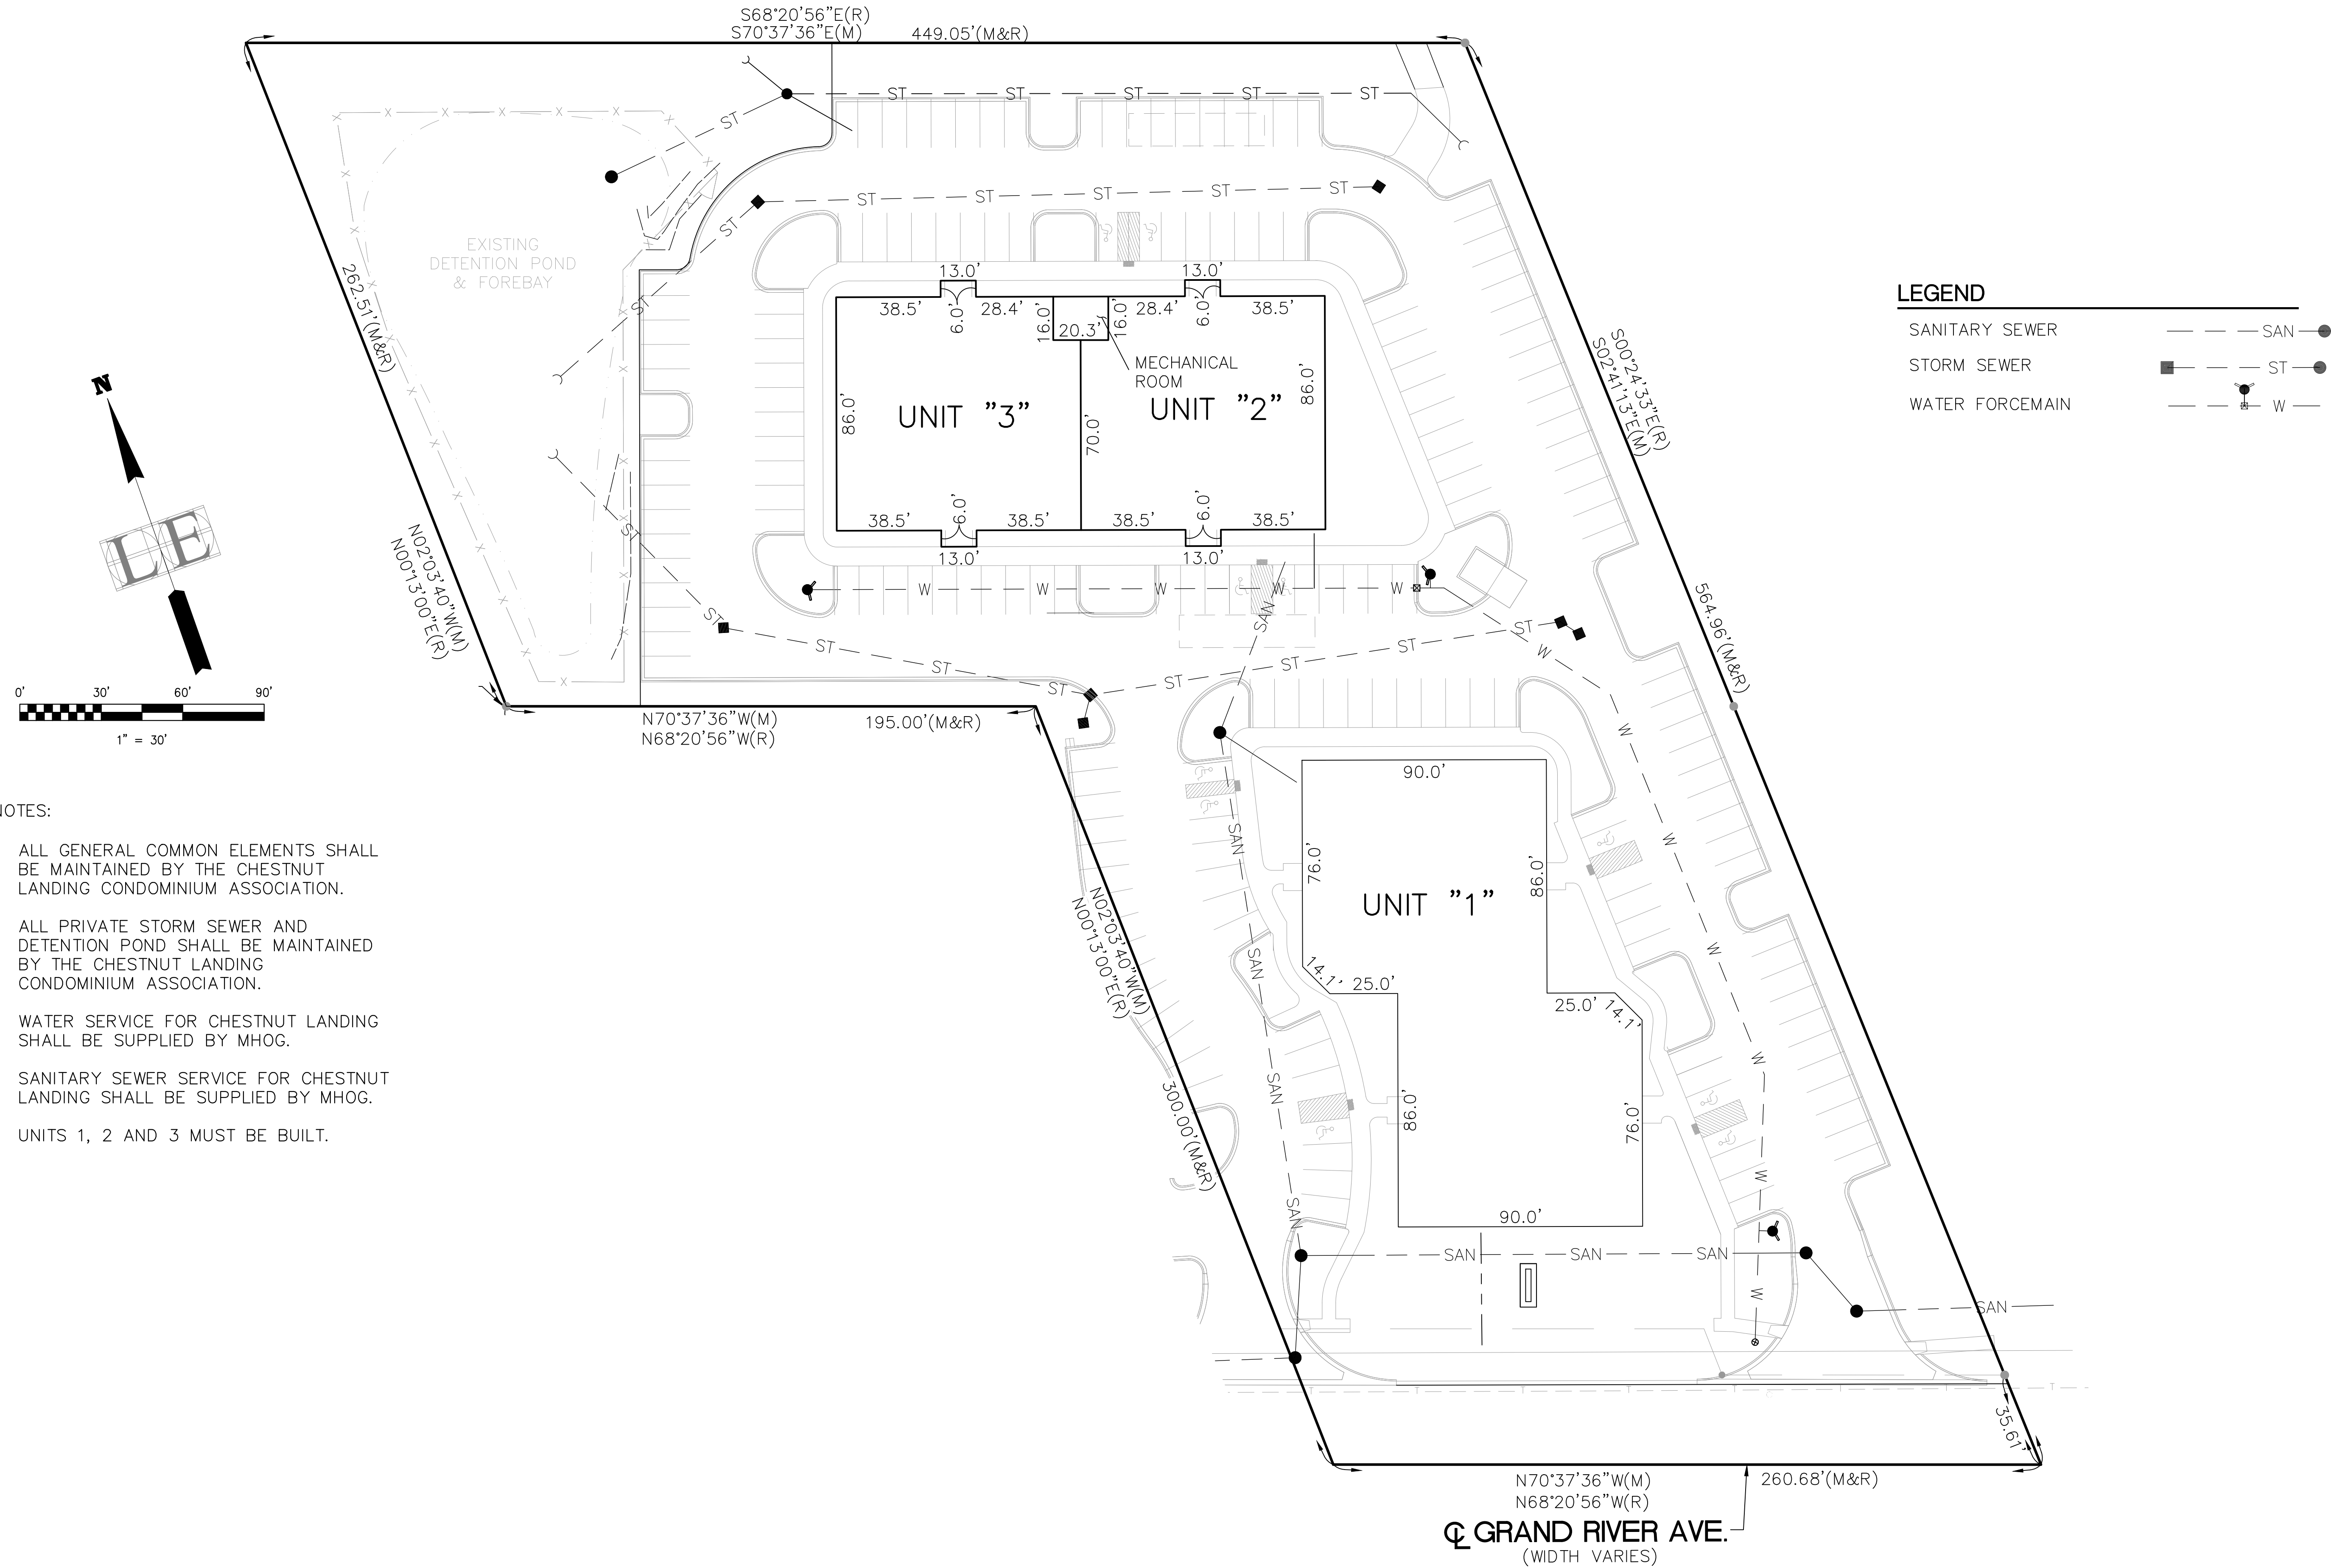 S68°20'56"E(R)
S70°37'36"E(M) 449.05'(M&R)
ST ST ST ST ST
ST
ST ST ST ST ST
ST
EXISTING
DETENTION POND
& FOREBAY
262.51'(M&R)
ST
13.0' 13.0'
38.5' 6.0' 28.4' 16.0' 20.3' 16.0' 28.4' 6.0' 38.5'
MECHANICAL
ROOM
86.0' UNIT "3" 70.0' UNIT "2" 86.0'
38.5' 6.0' 38.5' 38.5' 6.0' 38.5'
13.0' 13.0'
S00°24'33"E(R)
S02°41'13"E(M)
564.96'(M&R)
LEGEND
SANITARY SEWER SAN
STORM SEWER ST
WATER FORCEMAIN W
N
LE
0' 30' 60' 90'
1" = 30'
N02°03'40"W(M)
N00°13'00"E(R)
ST
W W W W W
SAN
ST ST ST ST ST ST ST
W
N70°37'36"W(M) 195.00'(M&R)
N68°20'56"W(R)
W
W
W
W
W
W
SAN
SAN
SAN
SAN
90.0'
76.0' UNIT "1" 86.0'
14.1' 25.0' 25.0' 14.1'
86.0' 76.0'
90.0'
N02°03'40"W(M)
N00°13'00"E(R)
300.00'(M&R)
SAN SAN SAN
W
SAN
35.61'
NOTES:
ALL GENERAL COMMON ELEMENTS SHALL
BE MAINTAINED BY THE CHESTNUT
LANDING CONDOMINIUM ASSOCIATION.
ALL PRIVATE STORM SEWER AND
DETENTION POND SHALL BE MAINTAINED
BY THE CHESTNUT LANDING
CONDOMINIUM ASSOCIATION.
WATER SERVICE FOR CHESTNUT LANDING
SHALL BE SUPPLIED BY MHOG.
SANITARY SEWER SERVICE FOR CHESTNUT
LANDING SHALL BE SUPPLIED BY MHOG.
UNITS 1, 2 AND 3 MUST BE BUILT.
N70°37'36"W(M) 260.68'(M&R)
N68°20'56"W(R)
℄ GRAND RIVER AVE.
(WIDTH VARIES)